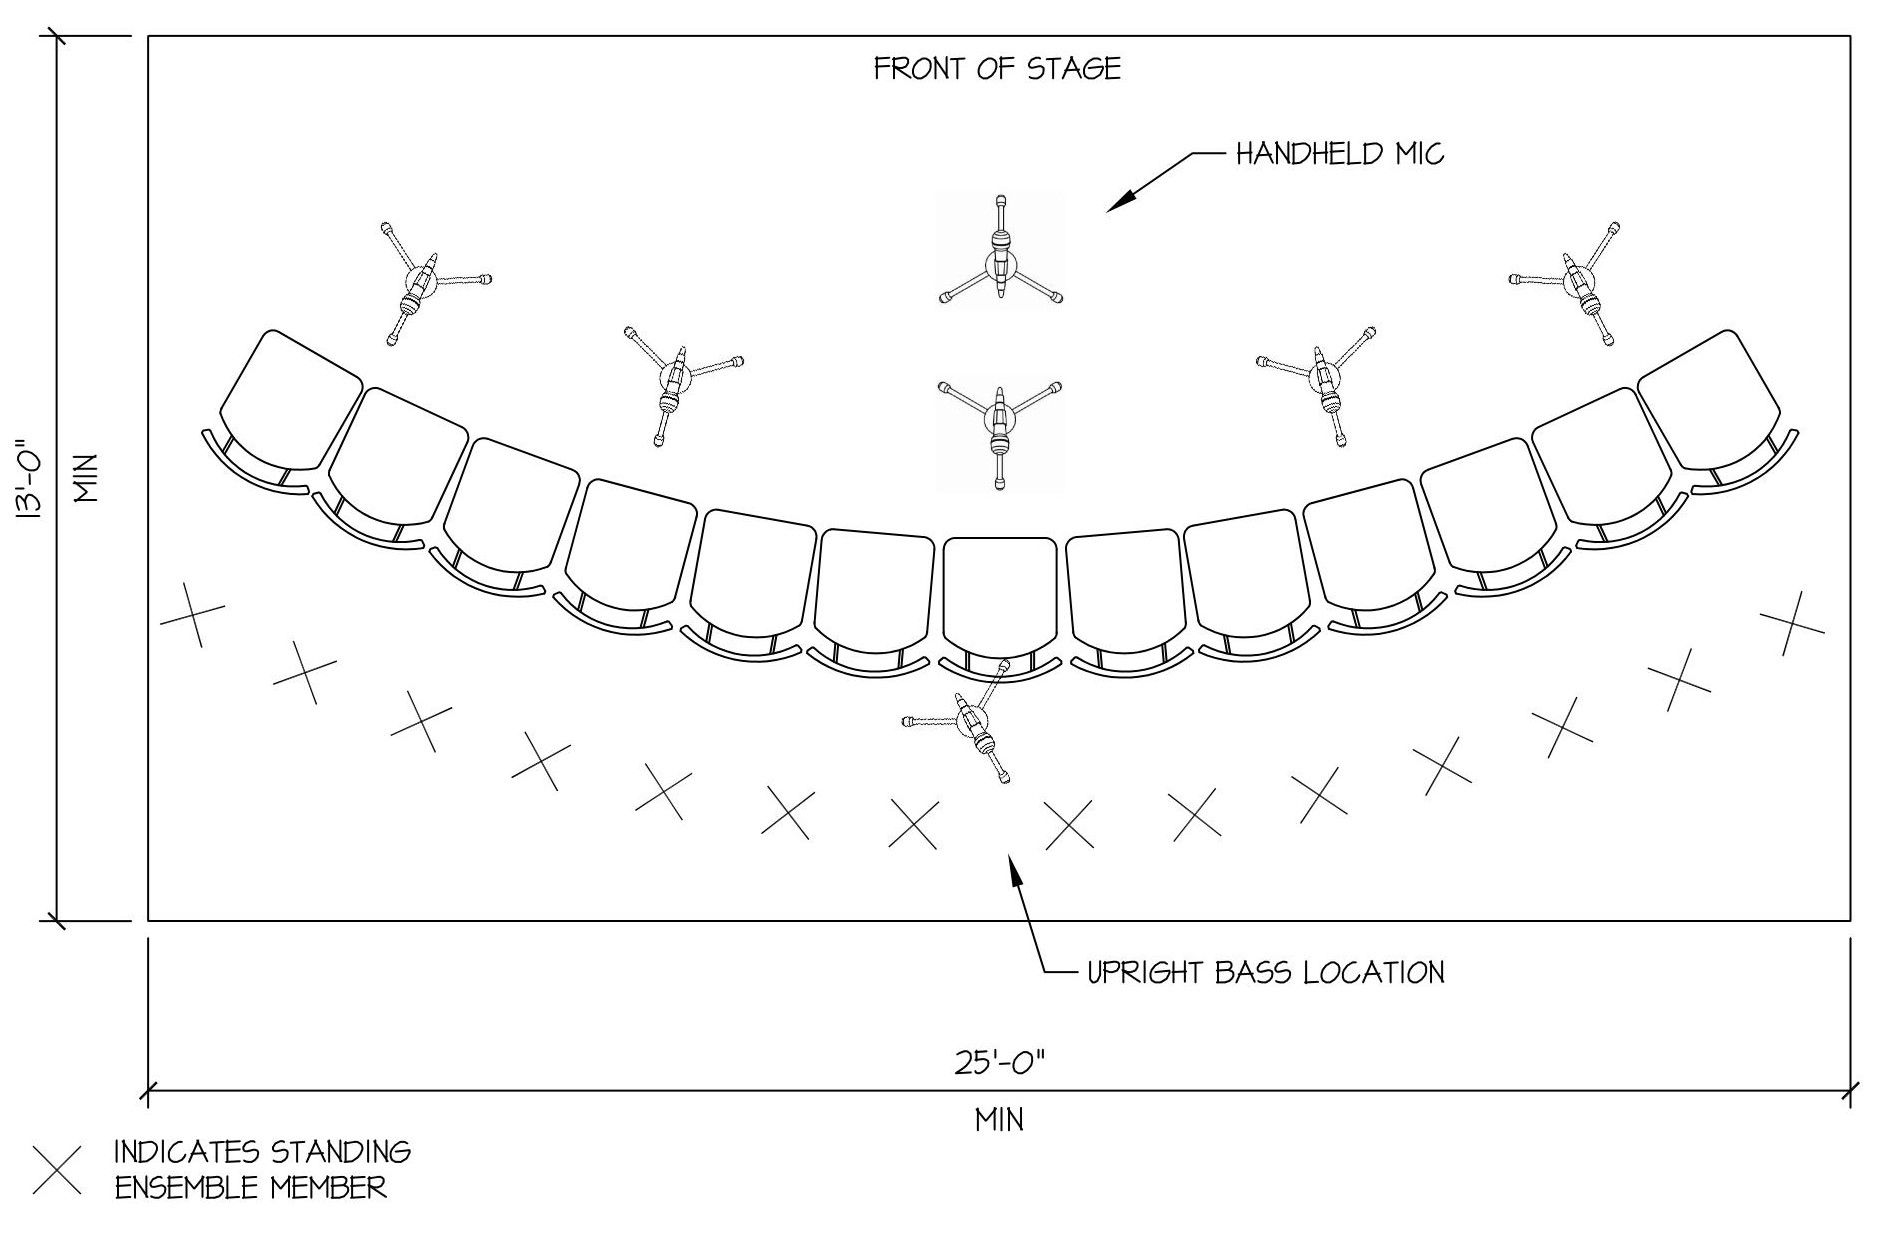 FRONT OF STAGE
HANDHELD MIC
13'-0"
MIN
UPRIGHT BASS LOCATION
25'-0"
MIN
INDICATES STANDING
ENSEMBLE MEMBER